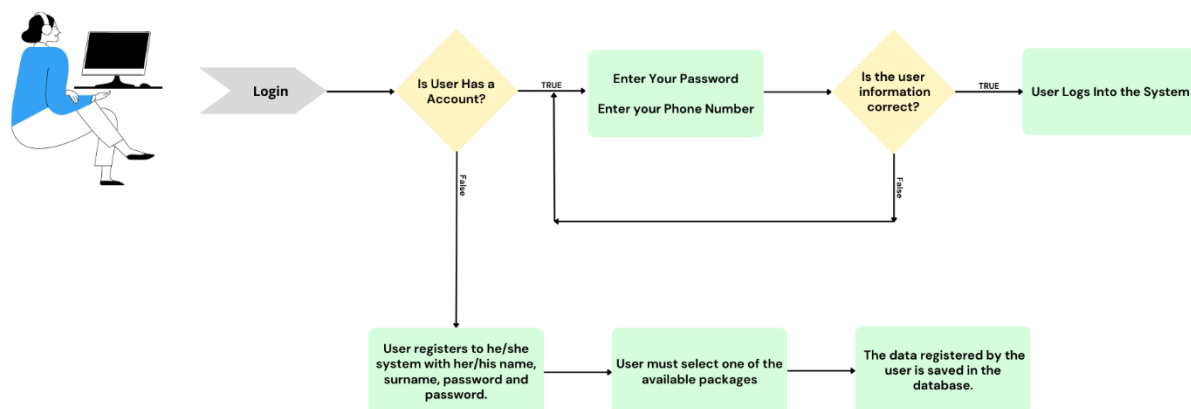 Login
Is User Has a
Account?
TRUE
Enter Your Password
Enter your Phone Number
Is the user
information
correct?
TRUE
User Logs Into the System
False
False
User registers to he/she
system with her/his name,
surname, password and
password.
User must select one of the
available packages
The data registered by the
user is saved in the
database.